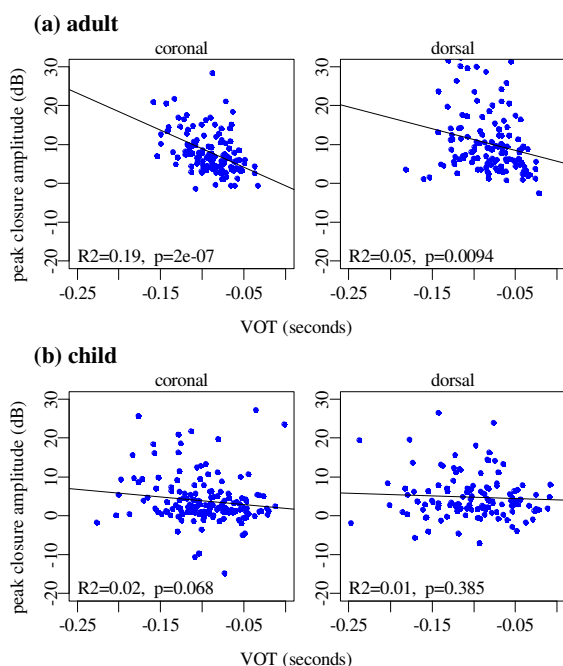 (a) adult
coronal dorsal
peak closure amplitude (dB)
30 30
20 20
10 10
0 0
-10 -10
-20 -20
R2=0.19, p=2e-07 R2=0.05, p=0.0094
-0.25 -0.15 -0.05 -0.25 -0.15 -0.05
VOT (seconds)
(b) child
coronal dorsal
peak closure amplitude (dB)
30 30
20 20
10 10
0 0
-10 -10
-20 -20
R2=0.02, p=0.068 R2=0.01, p=0.385
-0.25 -0.15 -0.05 -0.25 -0.15 -0.05
VOT (seconds)